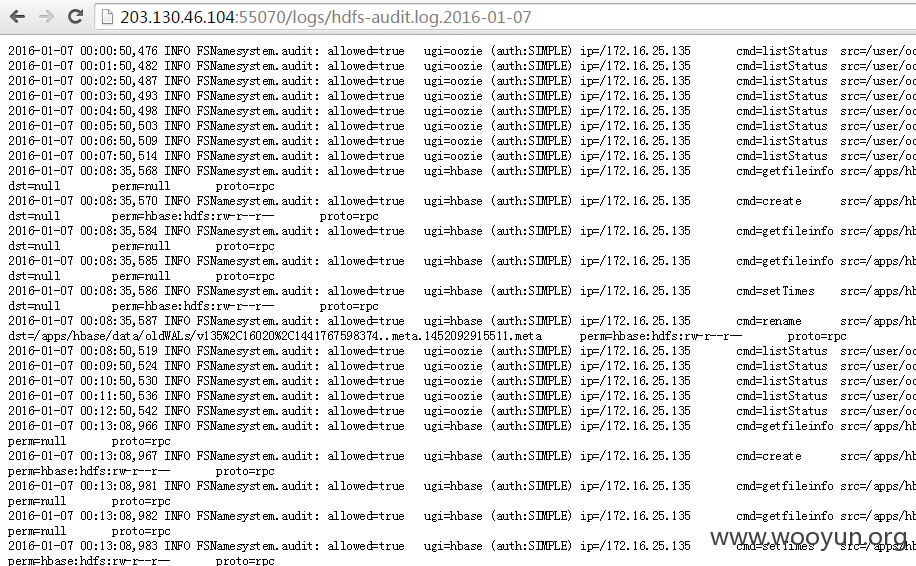 203.130.46.104:55070/logs/hdfs-audit.log.2016-01-07
2016-01-07 00:00:50,476 INFO FSNamesystem.audit: allowed=true ugi=oozie (auth:SIMPLE) ip=/172.16.25.135 cmd=listStatus src=/user/oo
2016-01-07 00:01:50,482 INFO FSNamesystem.audit: allowed=true ugi=oozie (auth:SIMPLE) ip=/172.16.25.135 cmd=listStatus src=/user/oo
2016-01-07 00:02:50,487 INFO FSNamesystem.audit: allowed=true ugi=oozie (auth:SIMPLE) ip=/172.16.25.135 cmd=listStatus src=/user/oo
2016-01-07 00:03:50,493 INFO FSNamesystem.audit: allowed=true ugi=oozie (auth:SIMPLE) ip=/172.16.25.135 cmd=listStatus src=/user/oo
2016-01-07 00:04:50,498 INFO FSNamesystem.audit: allowed=true ugi=oozie (auth:SIMPLE) ip=/172.16.25.135 cmd=listStatus src=/user/oo
2016-01-07 00:05:50,503 INFO FSNamesystem.audit: allowed=true ugi=oozie (auth:SIMPLE) ip=/172.16.25.135 cmd=listStatus src=/user/oo
2016-01-07 00:06:50,509 INFO FSNamesystem.audit: allowed=true ugi=oozie (auth:SIMPLE) ip=/172.16.25.135 cmd=listStatus src=/user/oo
2016-01-07 00:07:50,514 INFO FSNamesystem.audit: allowed=true ugi=oozie (auth:SIMPLE) ip=/172.16.25.135 cmd=listStatus src=/user/oo
2016-01-07 00:08:35,568 INFO FSNamesystem.audit: allowed=true ugi=hbase (auth:SIMPLE) ip=/172.16.25.135 cmd=getfileinfo src=/apps/hb
dst=null perm=null proto=rpc
2016-01-07 00:08:35,570 INFO FSNamesystem.audit: allowed=true ugi=hbase (auth:SIMPLE) ip=/172.16.25.135 cmd=create src=/apps/hb
dst=null perm=hbase:hdfs:rw-r--r-- proto=rpc
2016-01-07 00:08:35,584 INFO FSNamesystem.audit: allowed=true ugi=hbase (auth:SIMPLE) ip=/172.16.25.135 cmd=getfileinfo src=/apps/hb
dst=null perm=null proto=rpc
2016-01-07 00:08:35,585 INFO FSNamesystem.audit: allowed=true ugi=hbase (auth:SIMPLE) ip=/172.16.25.135 cmd=getfileinfo src=/apps/hb
dst=null perm=null proto=rpc
2016-01-07 00:08:35,586 INFO FSNamesystem.audit: allowed=true ugi=hbase (auth:SIMPLE) ip=/172.16.25.135 cmd=setTimes src=/apps/hb
dst=null perm=hbase:hdfs:rw-r--r-- proto=rpc
2016-01-07 00:08:35,587 INFO FSNamesystem.audit: allowed=true ugi=hbase (auth:SIMPLE) ip=/172.16.25.135 cmd=rename src=/apps/hb
dst=/apps/hbase/data/oldWALs/v135%2C16020%2C1441767598374..meta.1452092915511.meta perm=hbase:hdfs:rw-r--r-- proto=rpc
2016-01-07 00:08:50,519 INFO FSNamesystem.audit: allowed=true ugi=oozie (auth:SIMPLE) ip=/172.16.25.135 cmd=listStatus src=/user/oo
2016-01-07 00:09:50,524 INFO FSNamesystem.audit: allowed=true ugi=oozie (auth:SIMPLE) ip=/172.16.25.135 cmd=listStatus src=/user/oo
2016-01-07 00:10:50,530 INFO FSNamesystem.audit: allowed=true ugi=oozie (auth:SIMPLE) ip=/172.16.25.135 cmd=listStatus src=/user/oo
2016-01-07 00:11:50,536 INFO FSNamesystem.audit: allowed=true ugi=oozie (auth:SIMPLE) ip=/172.16.25.135 cmd=listStatus src=/user/oo
2016-01-07 00:12:50,542 INFO FSNamesystem.audit: allowed=true ugi=oozie (auth:SIMPLE) ip=/172.16.25.135 cmd=listStatus src=/user/oo
2016-01-07 00:13:08,966 INFO FSNamesystem.audit: allowed=true ugi=hbase (auth:SIMPLE) ip=/172.16.25.135 cmd=getfileinfo src=/apps/hb
perm=null proto=rpc
2016-01-07 00:13:08,967 INFO FSNamesystem.audit: allowed=true ugi=hbase (auth:SIMPLE) ip=/172.16.25.135 cmd=create src=/apps/hb
perm=hbase:hdfs:rw-r--r-- proto=rpc
2016-01-07 00:13:08,981 INFO FSNamesystem.audit: allowed=true ugi=hbase (auth:SIMPLE) ip=/172.16.25.135 cmd=getfileinfo src=/apps/hb
perm=null proto=rpc
2016-01-07 00:13:08,982 INFO FSNamesystem.audit: allowed=true ugi=hbase (auth:SIMPLE) ip=/172.16.25.135 cmd=getfileinfo src=/apps/hb
perm=null proto=rpc
2016-01-07 00:13:08,983 INFO FSNamesystem.audit: allowed=true ugi=hbase (auth:SIMPLE) ip=/172.16.25.135 cmd=setTimes src=/apps/hb
perm=hbase:hdfs:rw-r--r-- proto=rpc
www.wooyun.org